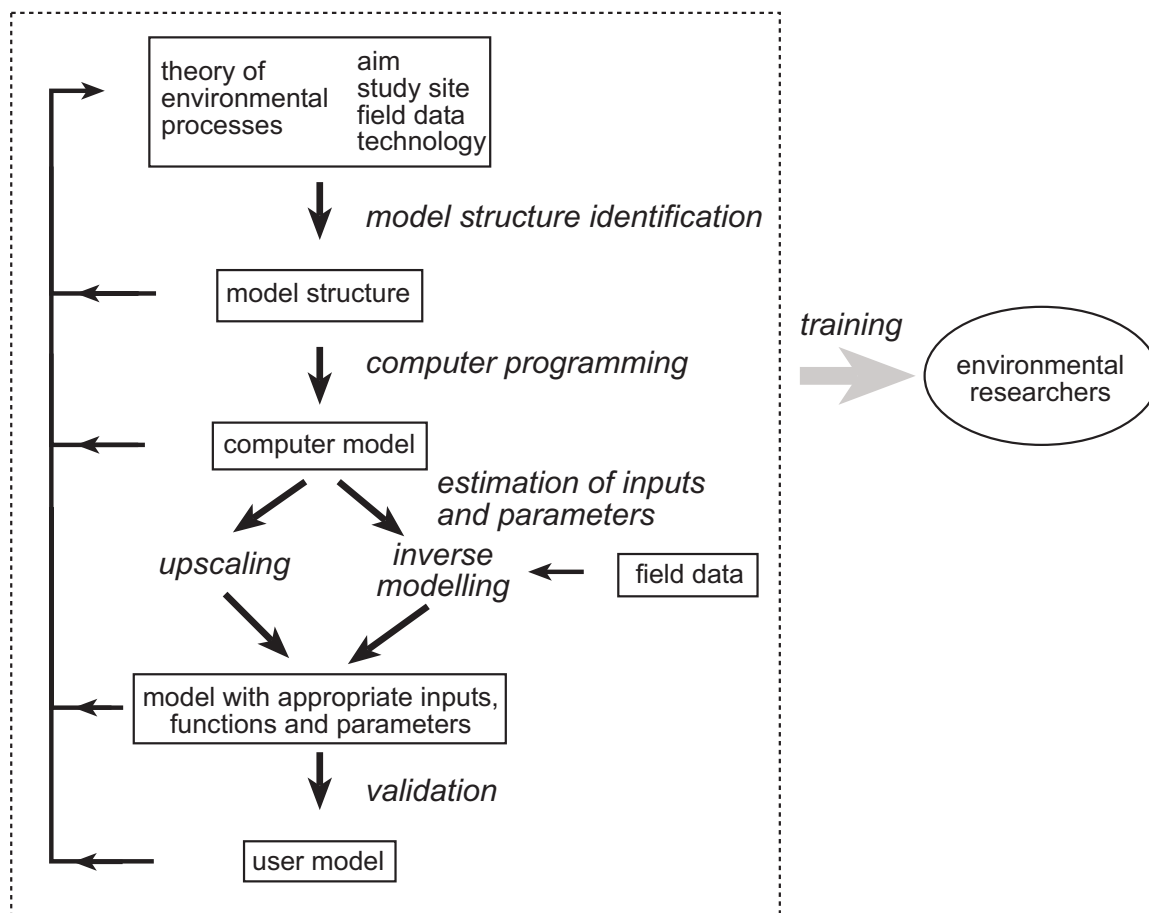 theory of
environmental
processes
aim
study site
field data
technology
model structure identification
model structure
computer programming
training
environmental
researchers
computer model
estimation of inputs
and parameters
upscaling
inverse
modelling
field data
model with appropriate inputs,
functions and parameters
validation
user model